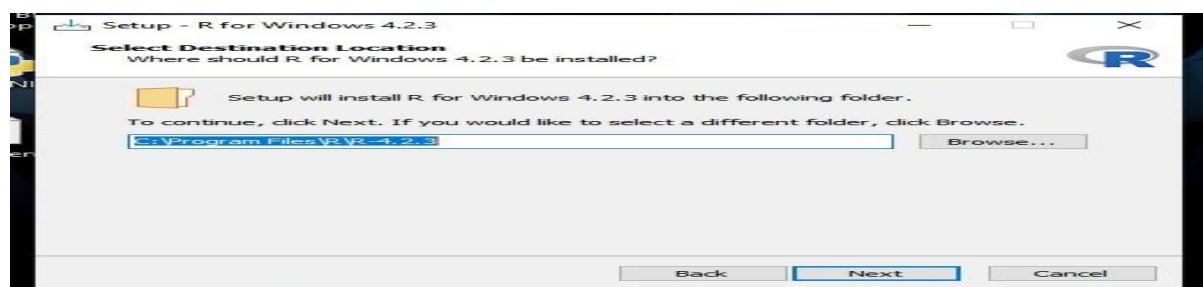 Setup - R for Windows 4.2.3
Select Destination Location
Where should R for Windows 4.2.3 be installed?
R
Setup will install R for Windows 4.2.3 into the following folder.
To continue, click Next. If you would like to select a different folder, click Browse.
C:\Program Files\R\R-4.2.3
Browse...
Back
Next
Cancel